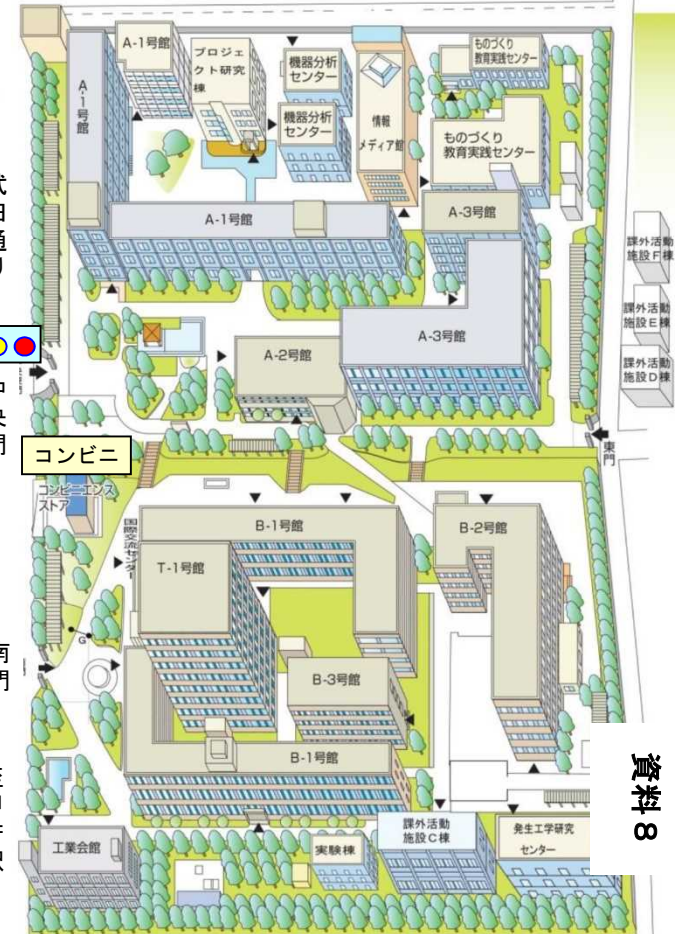 A-1号館
プロジェ
クト研究
棟
機器分析
センター
機器分析
センター
情報
メディア館
ものづくり
教育実践センター
ものづくり
教育実践センター
A-1号館
A-1号館
A-3号館
A-3号館
A-2号館
課外活動
施設F棟
課外活動
施設E棟
課外活動
施設D棟
東門
コンビニ
コンビニエンス
ストア
国際交流センター
B-1号館
B-2号館
T-1号館
G
B-3号館
B-1号館
工業会館
実験棟
課外活動
施設C棟
発生工学研究
センター
資料8